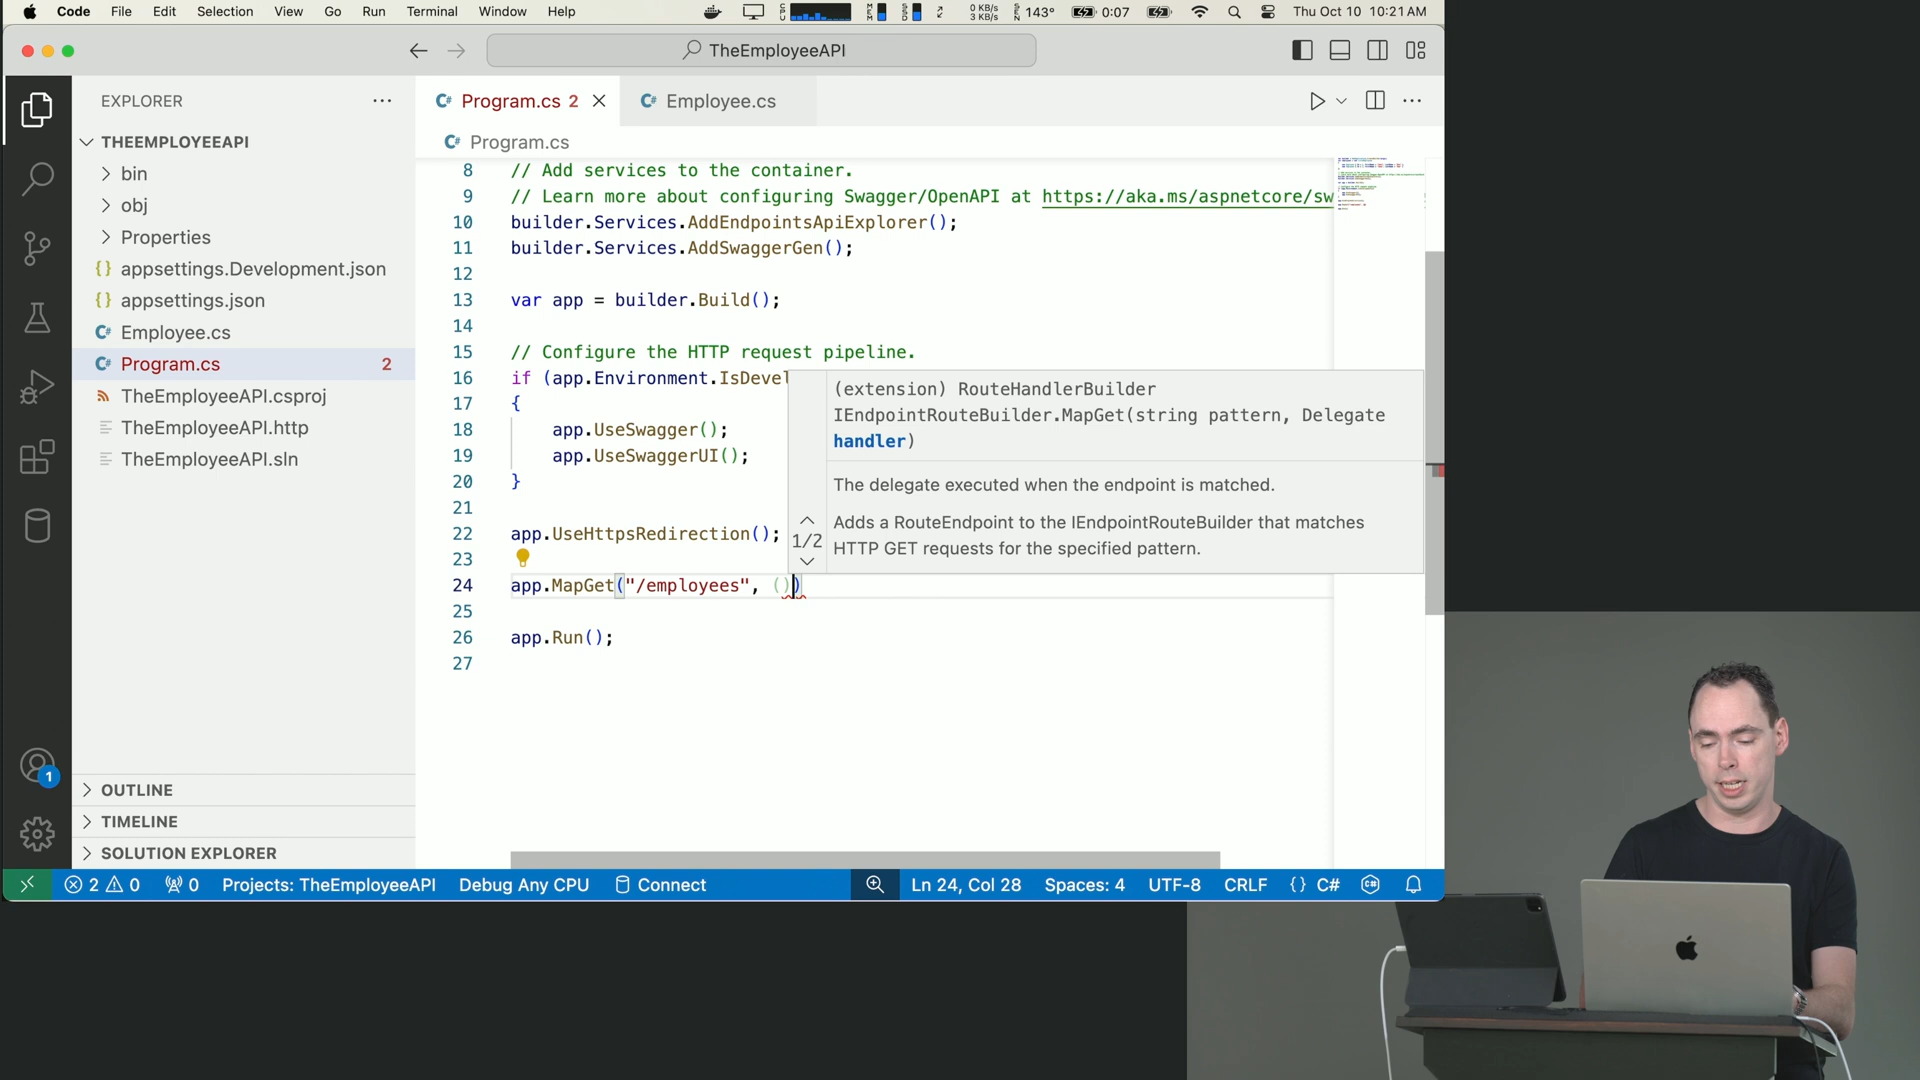 Code File Edit Selection View Go Run Terminal Window Help
0 KB/s
3 KB/s
143° 0:07 Thu Oct 10 10:21 AM
TheEmployeeAPI
EXPLORER
THEEMPLOYEEAPI
bin
obj
Properties
appsettings.Development.json
appsettings.json
Employee.cs
Program.cs 2
TheEmployeeAPI.csproj
TheEmployeeAPI.http
TheEmployeeAPI.sln
OUTLINE
TIMELINE
SOLUTION EXPLORER
Program.cs 2
Employee.cs
Program.cs
8 // Add services to the container.
9 // Learn more about configuring Swagger/OpenAPI at https://aka.ms/aspnetcore/sw
10 builder.Services.AddEndpointsApiExplorer();
11 builder.Services.AddSwaggerGen();
12
13 var app = builder.Build();
14
15 // Configure the HTTP request pipeline.
16 if (app.Environment.IsDevel
17 {
18 app.UseSwagger();
19 app.UseSwaggerUI();
20 }
21
22 app.UseHttpsRedirection();
23
24 app.MapGet("/employees", ())
25
26 app.Run();
27
(extension) RouteHandlerBuilder
IEndpointRouteBuilder.MapGet(string pattern, Delegate
handler)
The delegate executed when the endpoint is matched.
1/2
Adds a RouteEndpoint to the IEndpointRouteBuilder that matches
HTTP GET requests for the specified pattern.
1
2 0 0 Projects: TheEmployeeAPI Debug Any CPU Connect Ln 24, Col 28 Spaces: 4 UTF-8 CRLF {} C#